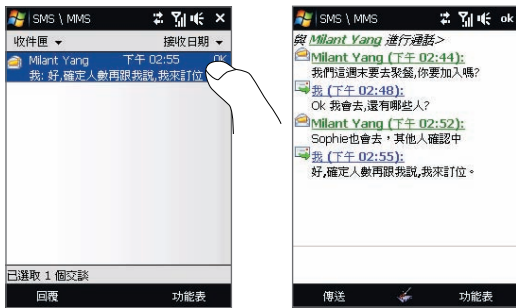 SMS \ MMS
收件匣 接收日期
Milant Yang 下午 02:55 0K
我: 好,確定人數再跟我說,我來訂位
已選取 1 個交談
回覆 功能表
SMS \ MMS ok
與 Milant Yang 進行通話>
Milant Yang (下午 02:44):
我們這週末要去聚餐,你要加入嗎?
我 (下午 02:48):
Ok 我會去,還有哪些人?
Milant Yang (下午 02:52):
Sophie也會去，其他人確認中
我 (下午 02:55):
好,確定人數再跟我說,我來訂位。
傳送 功能表